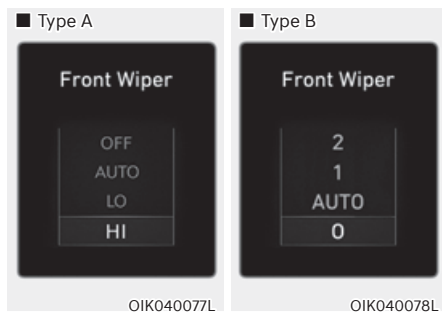 ■ Type A
Front Wiper
OFF
AUTO
LO
HI
OIK040077L
■ Type B
Front Wiper
2
1
AUTO
0
OIK040078L